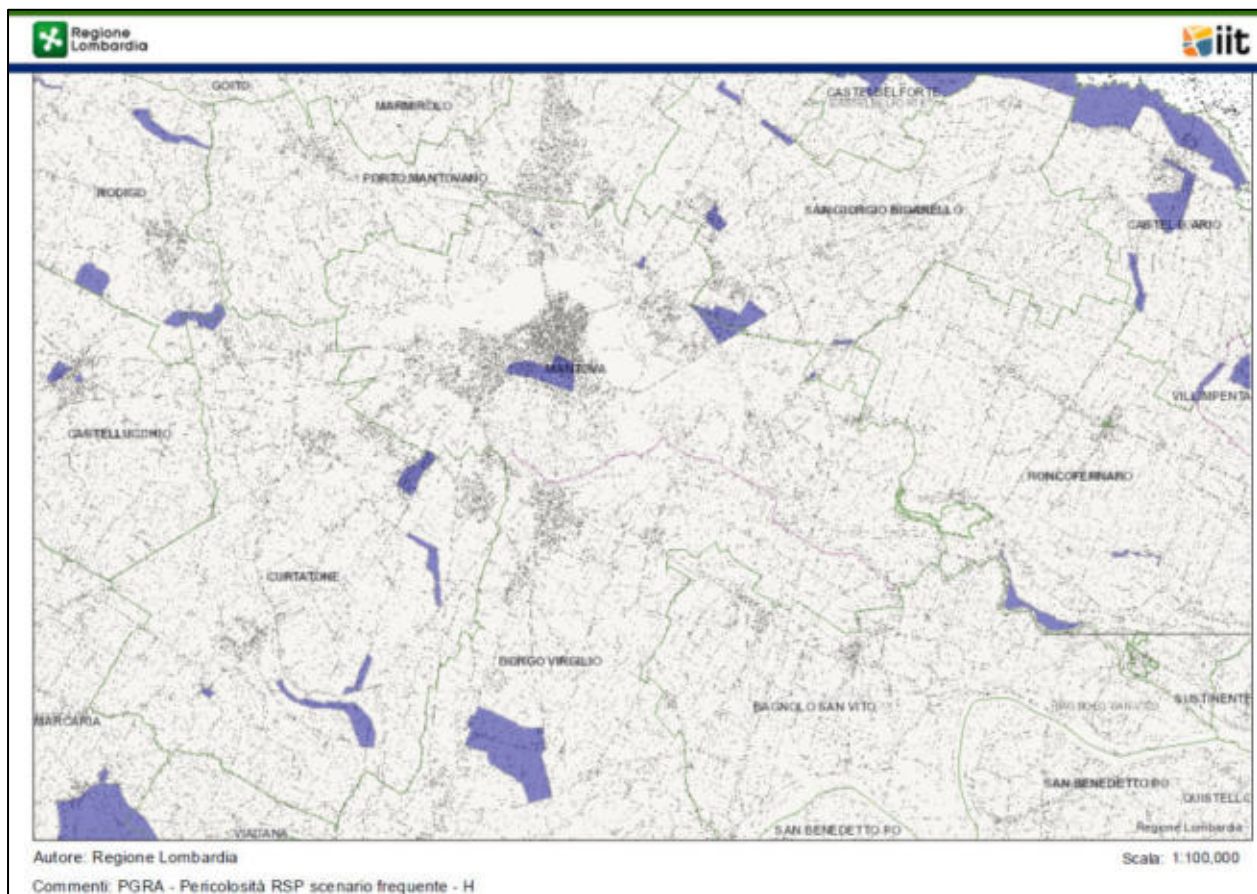 Regione
Lombardia
iit
GOITO
CASTELBELFORTE
MARMIROLO
PORTO MANTOVANO
RODIGO
SAN GIORGIO BIGARELLO
CASTEL D'ARIO
MANTOVA
VILLIMPENTA
CASTELLUCCHIO
RONCOFERRARO
CURTATONE
BORGO VIRGILIO
SUSTINENTE
BAGNOLO SAN VITO
MARCARIA
SAN BENEDETTO PO
QUISTELLO
VIADANA
SAN BENEDETTO PO
Regione Lombardia
Autore: Regione Lombardia
Scala: 1:100,000
Commenti: PGRA - Pericolosità RSP scenario frequente - H